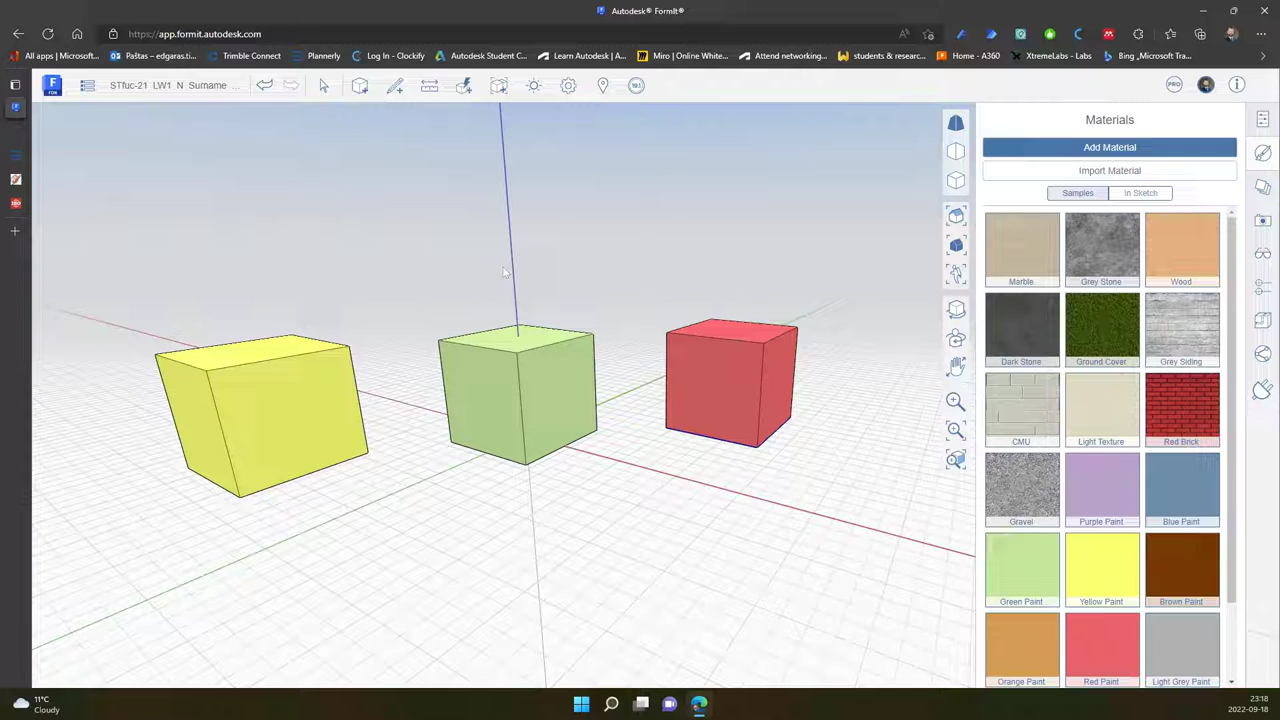 Autodesk® FormIt®
https://app.formit.autodesk.com
All apps | Microsoft...
Paštas – edgaras.ti...
Trimble Connect
Plannerly
Log In - Clockify
Autodesk Student C...
Learn Autodesk | A...
Miro | Online White...
Attend networking...
students & researc...
Home - A360
XtremeLabs - Labs
Bing „Microsoft Tra...
STfuc-21 LW1 N Surname ...
PRO
Materials
Add Material
Import Material
Samples
In Sketch
Marble
Grey Stone
Wood
Dark Stone
Ground Cover
Grey Siding
CMU
Light Texture
Red Brick
Gravel
Purple Paint
Blue Paint
Green Paint
Yellow Paint
Brown Paint
Orange Paint
Red Paint
Light Grey Paint
11°C
Cloudy
23:18
2022-09-18